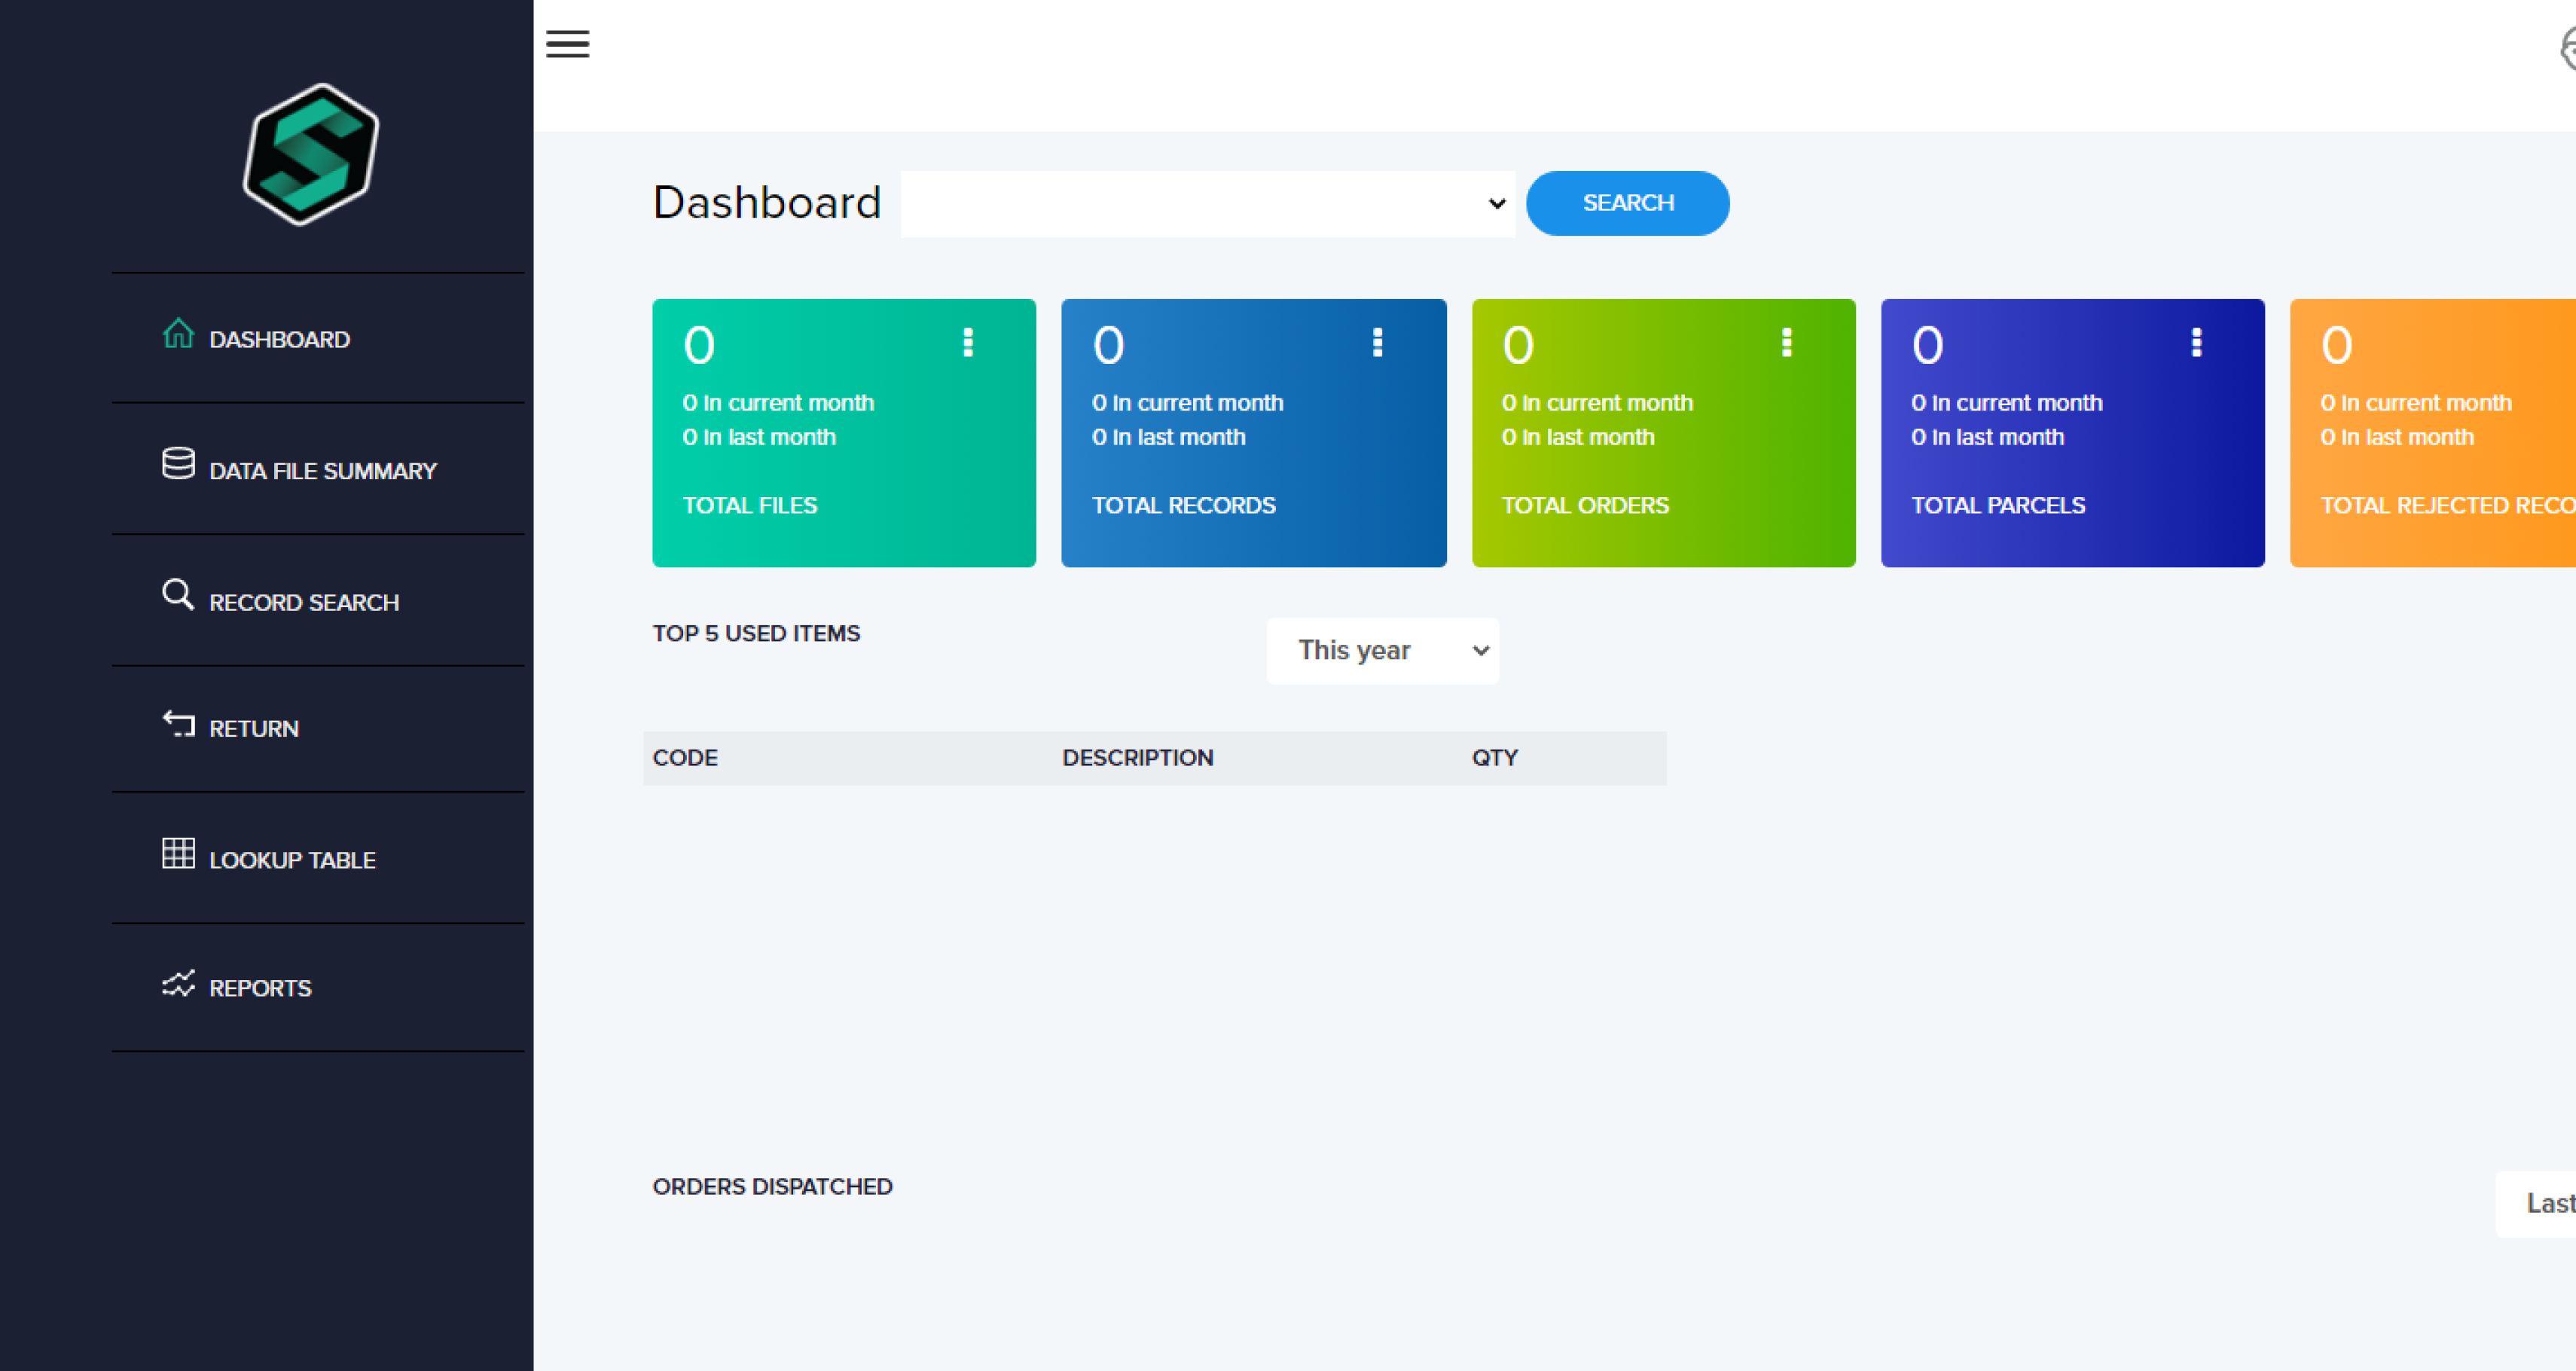 DASHBOARD
DATA FILE SUMMARY
RECORD SEARCH
RETURN
LOOKUP TABLE
REPORTS
Dashboard
SEARCH
0
0 In current month
0 In last month
TOTAL FILES
0
0 In current month
0 In last month
TOTAL RECORDS
0
0 In current month
0 In last month
TOTAL ORDERS
0
0 In current month
0 In last month
TOTAL PARCELS
0
0 In current month
0 In last month
TOTAL REJECTED RECO
TOP 5 USED ITEMS
This year
CODE DESCRIPTION QTY
ORDERS DISPATCHED
Last